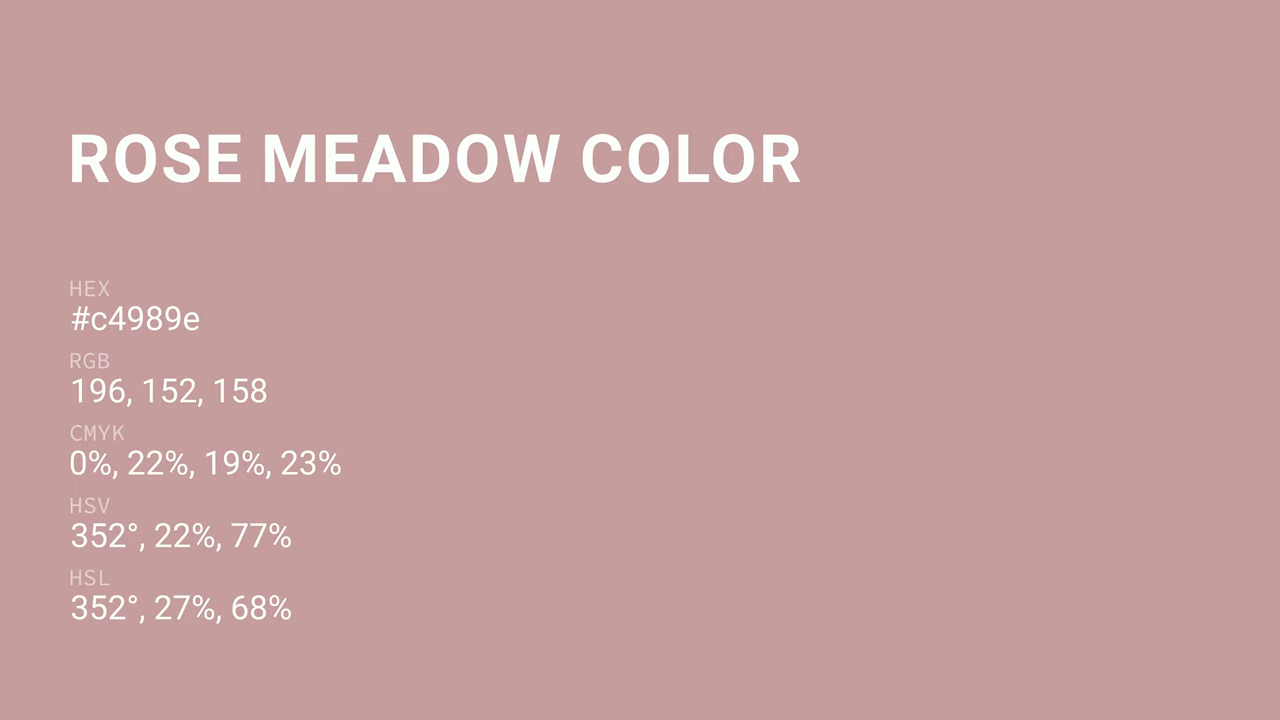 ROSE MEADOW COLOR
HEX
#c4989e
RGB
196, 152, 158
CMYK
0%, 22%, 19%, 23%
HSV
352°, 22%, 77%
HSL
352°, 27%, 68%